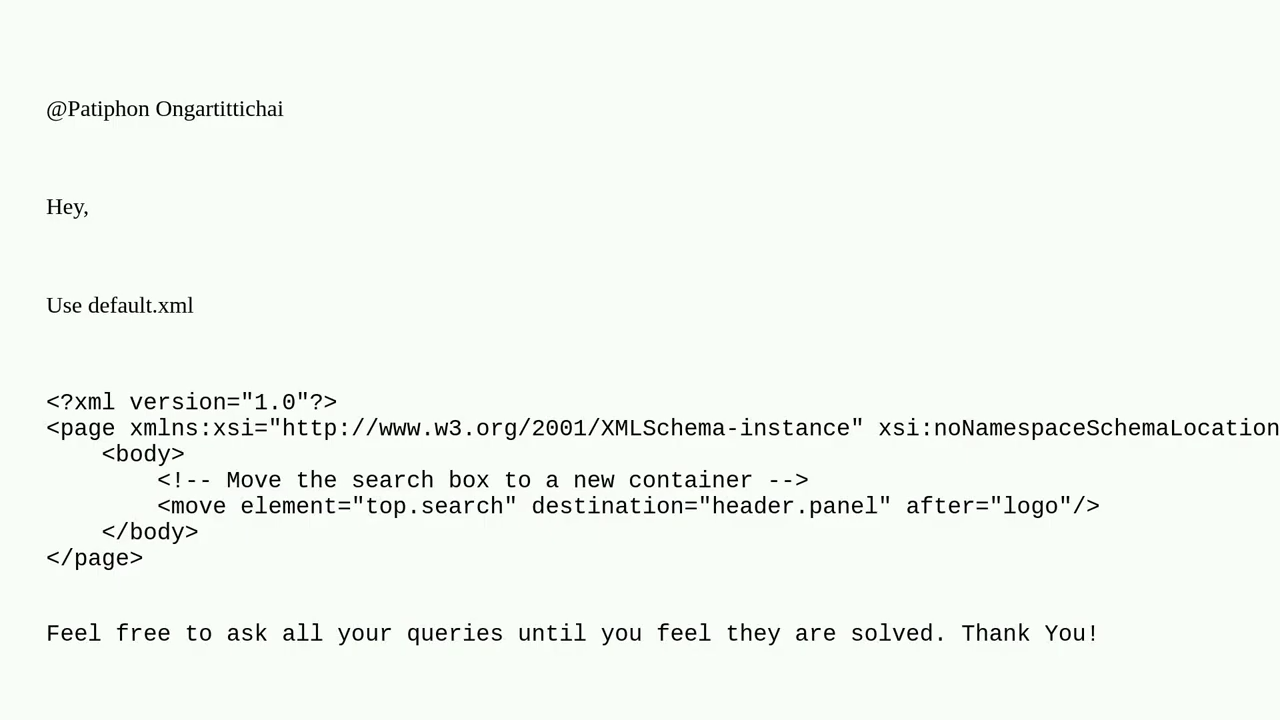 @Patiphon Ongartittichai
Hey,
Use default.xml
<?xml version="1.0"?>
<page xmlns:xsi="http://www.w3.org/2001/XMLSchema-instance" xsi:noNamespaceSchemaLocation
    <body>
        <!-- Move the search box to a new container -->
        <move element="top.search" destination="header.panel" after="logo"/>
    </body>
</page>
Feel free to ask all your queries until you feel they are solved. Thank You!